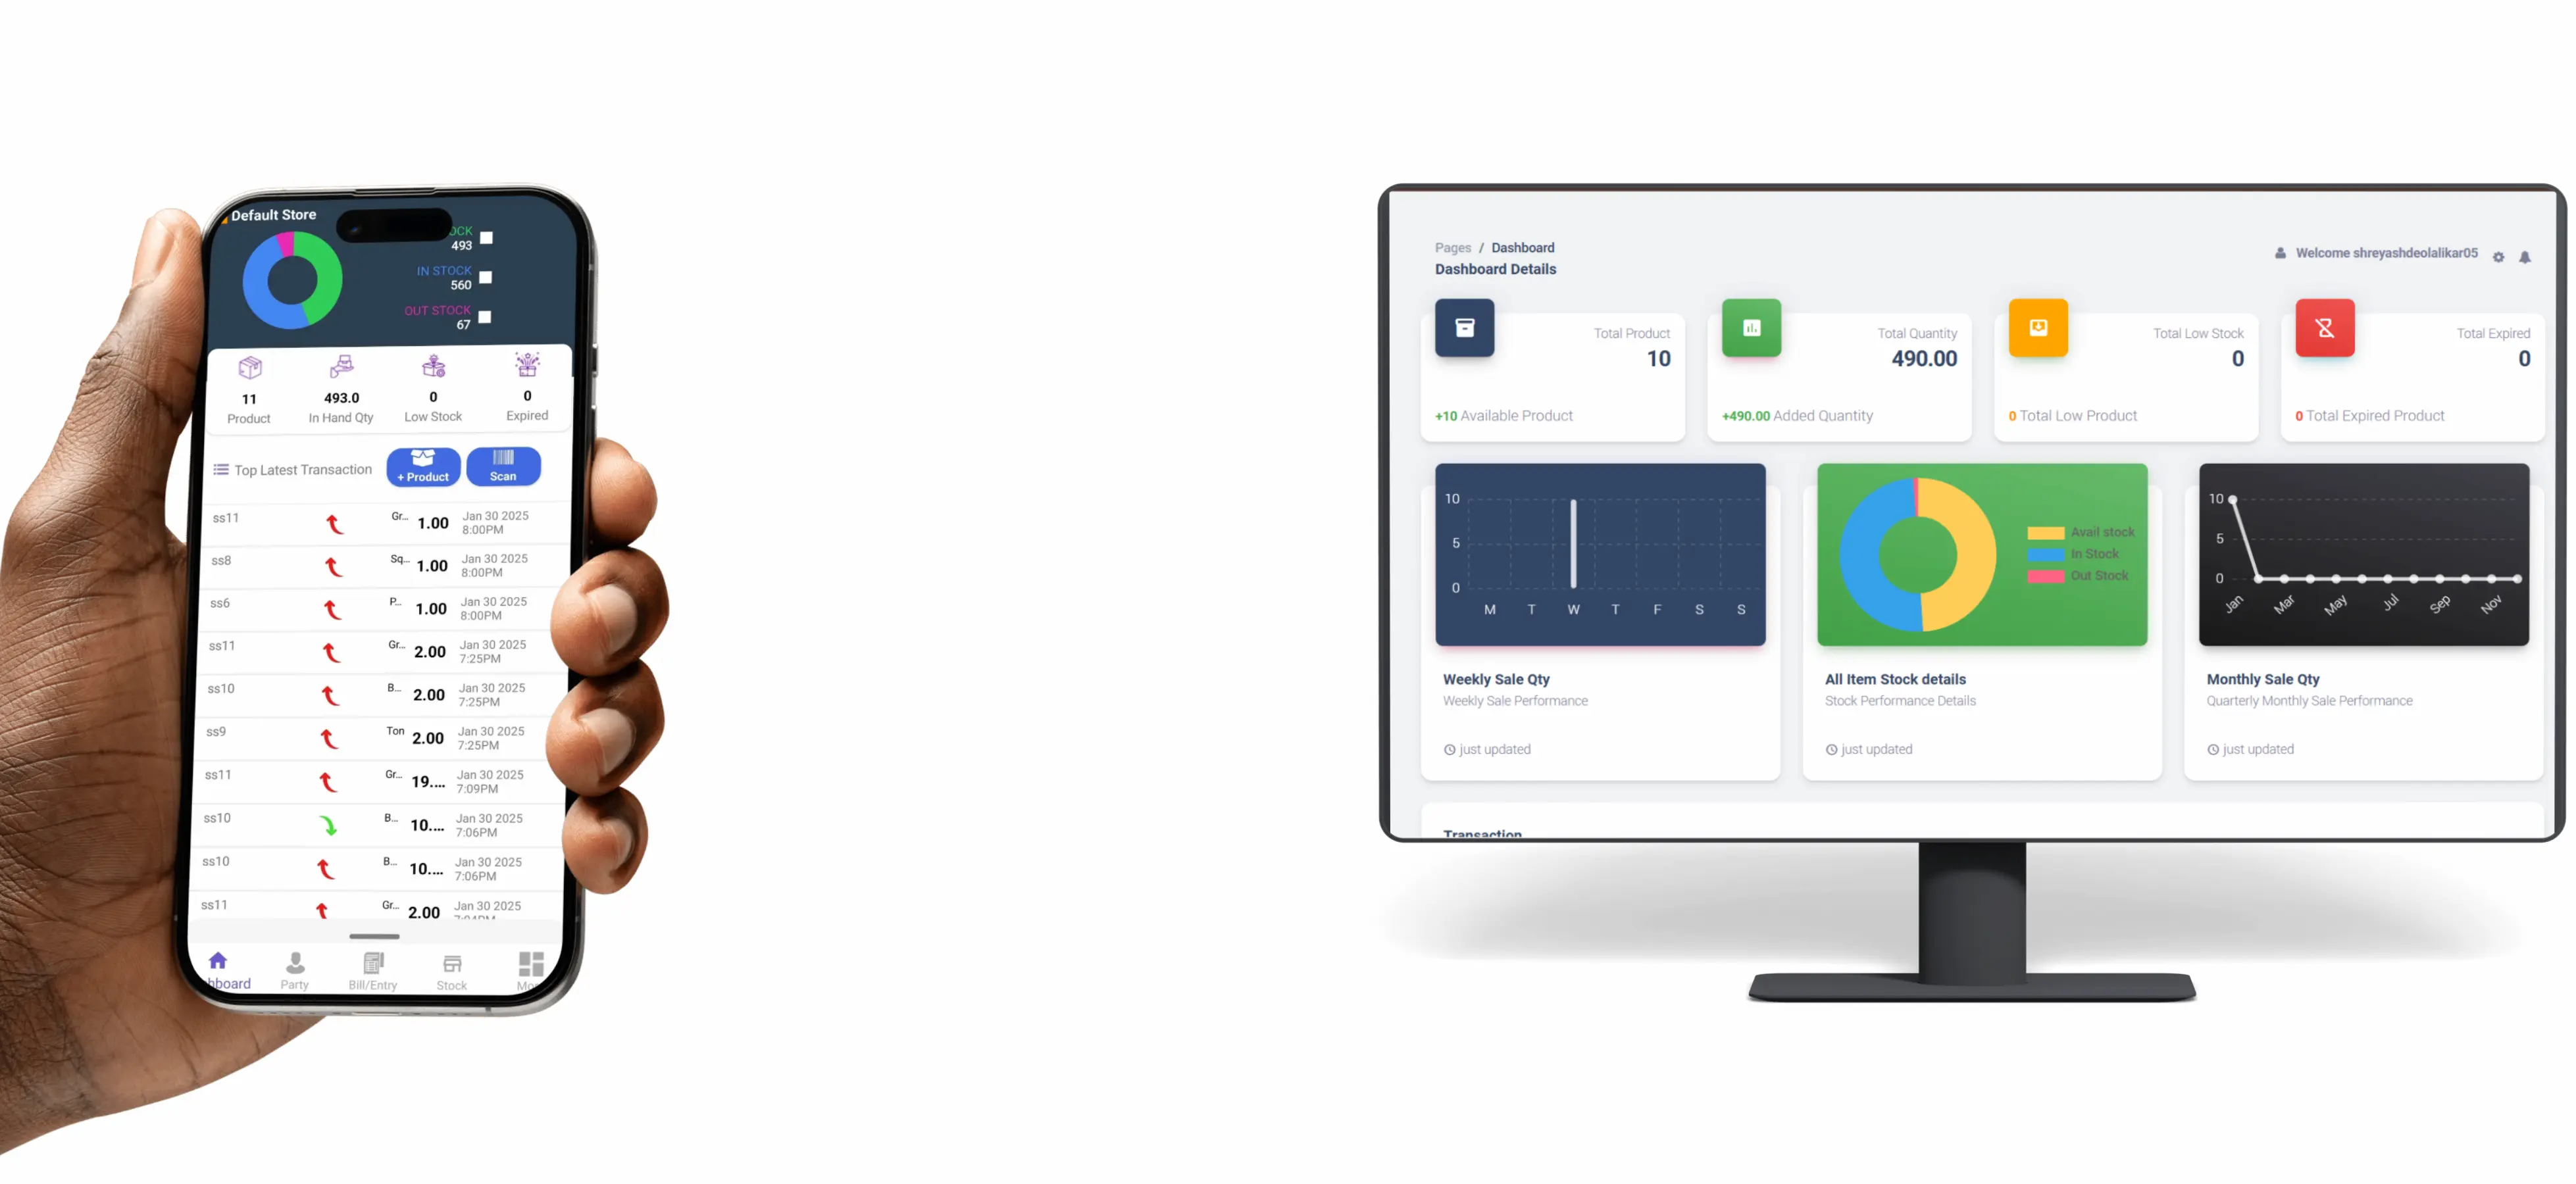 Default Store
OCK
493
IN STOCK
560
OUT STOCK
67
11
493.0
0
0
Product
In Hand Qty
Low Stock
Expired
Top Latest Transaction
+ Product
Scan
ss11 Gr... 1.00 Jan 30 2025
8:00PM
ss8 Sq... 1.00 Jan 30 2025
8:00PM
ss6 P... 1.00 Jan 30 2025
8:00PM
ss11 Gr... 2.00 Jan 30 2025
7:25PM
ss10 B... 2.00 Jan 30 2025
7:25PM
ss9 Ton 2.00 Jan 30 2025
7:25PM
ss11 Gr... 19.... Jan 30 2025
7:09PM
ss10 B... 10.... Jan 30 2025
7:06PM
ss10 B... 10.... Jan 30 2025
7:06PM
ss11 Gr... 2.00 Jan 30 2025
hboard
Party
Bill/Entry
Stock
Mo
Pages / Dashboard
Dashboard Details
Welcome shreyashdeolalikar05
Total Product
10
+10 Available Product
Total Quantity
490.00
+490.00 Added Quantity
Total Low Stock
0
0 Total Low Product
Total Expired
0
0 Total Expired Product
10
5
0
M T W T F S S
Weekly Sale Qty
Weekly Sale Performance
just updated
Avail stock
In Stock
Out Stock
All Item Stock details
Stock Performance Details
just updated
10
5
0
Jan Mar May Jul Sep Nov
Monthly Sale Qty
Quarterly Monthly Sale Performance
just updated
Transaction